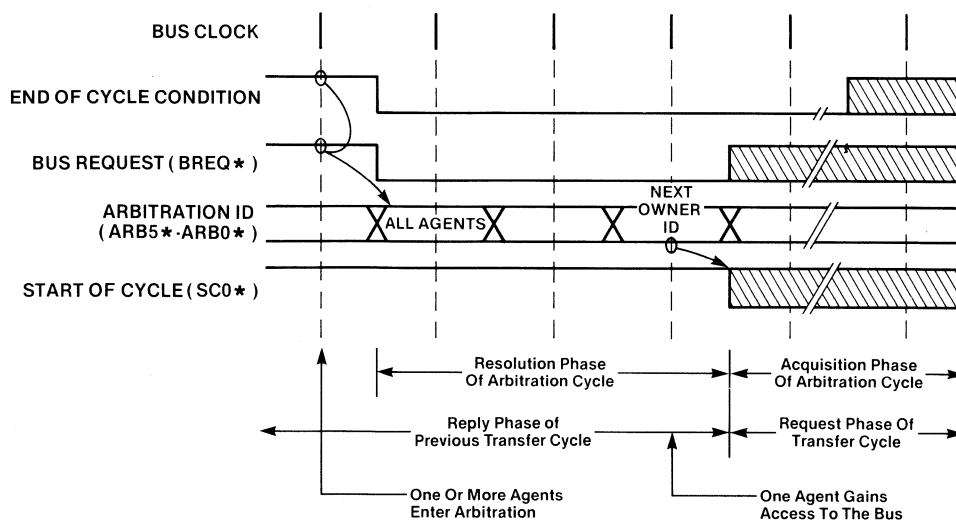 BUS CLOCK
END OF CYCLE CONDITION
BUS REQUEST (BREQ*)
ARBITRATION ID
(ARB5*-ARB0*)
ALL AGENTS
NEXT
OWNER
ID
START OF CYCLE (SC0*)
Resolution Phase
Of Arbitration Cycle
Acquisition Phase
Of Arbitration Cycle
Reply Phase of
Previous Transfer Cycle
Request Phase Of
Transfer Cycle
One Or More Agents
Enter Arbitration
One Agent Gains
Access To The Bus